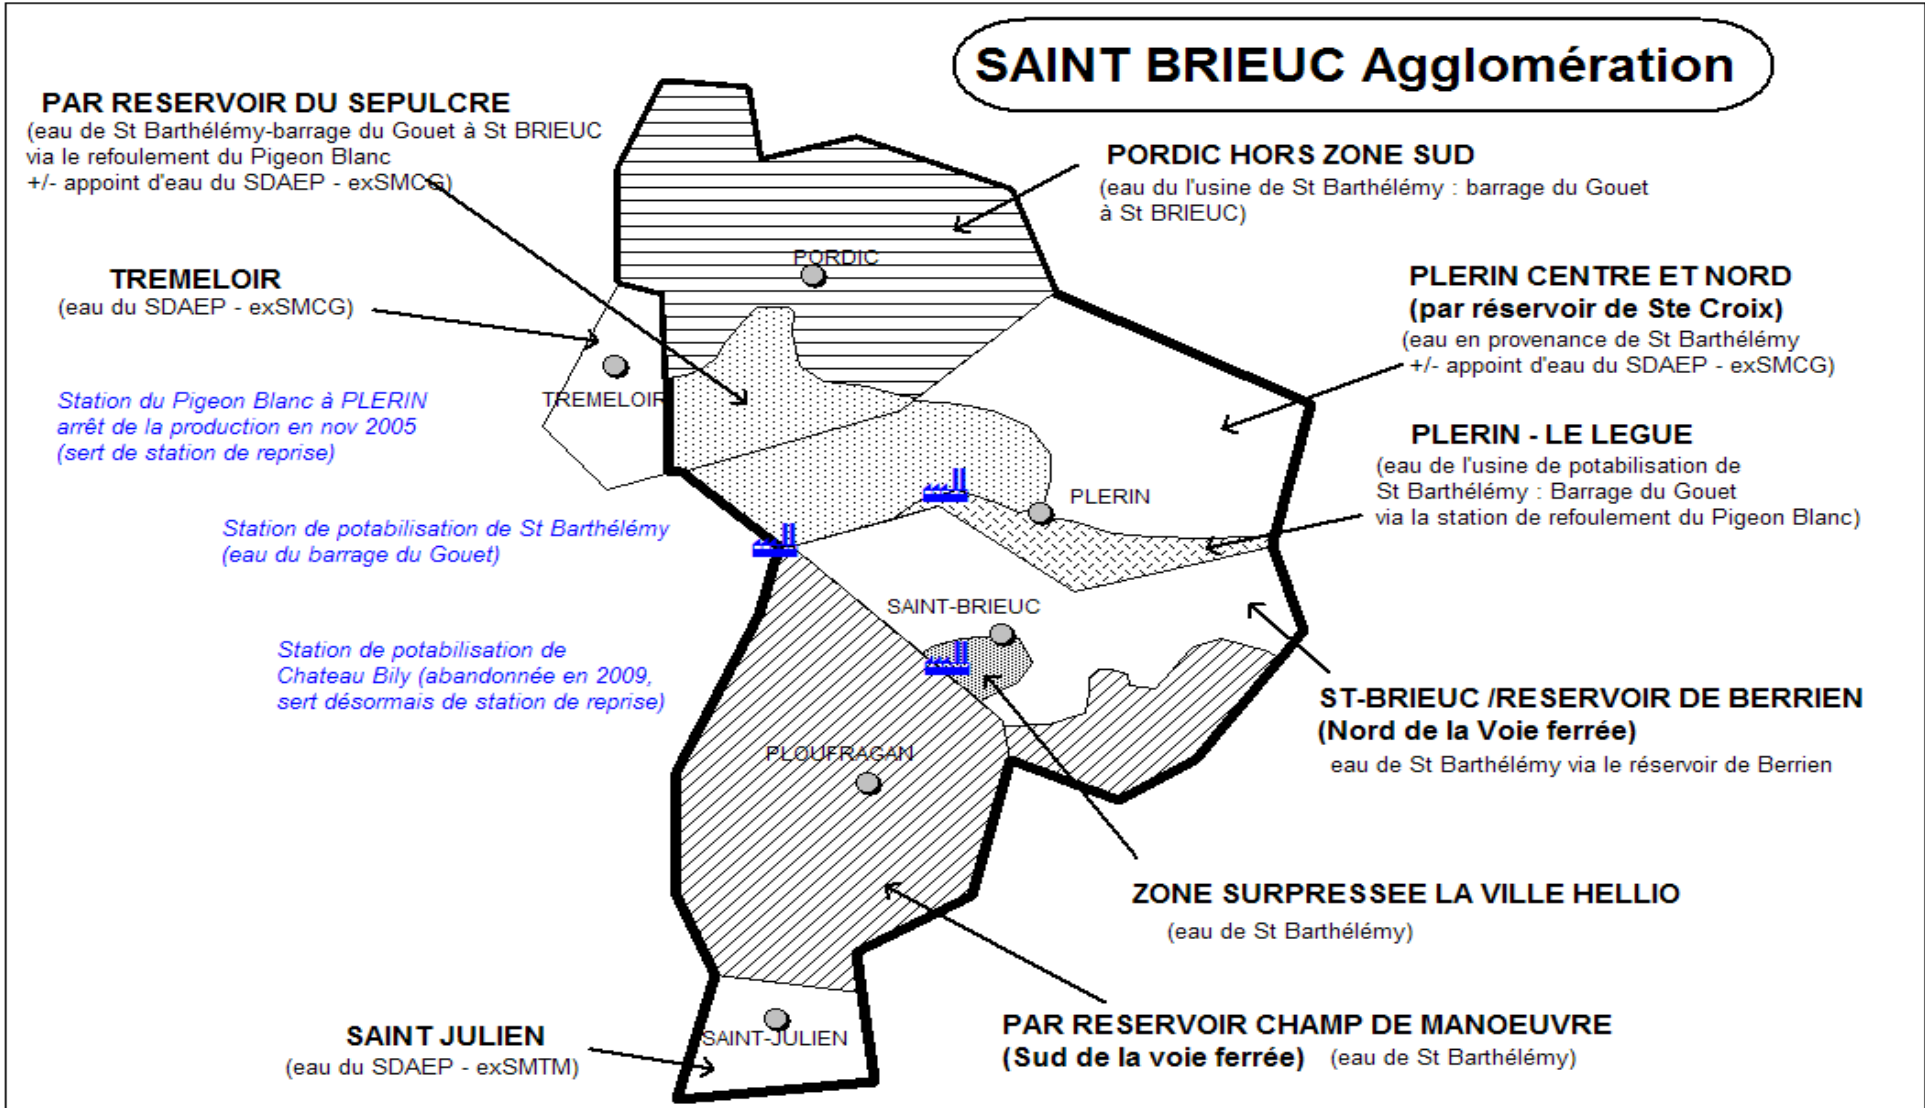 SAINT BRIEUC Agglomération
PAR RESERVOIR DU SEPULCRE
(eau de St Barthélémy-barrage du Gouet à St BRIEUC
via le refoulement du Pigeon Blanc
+/- appoint d'eau du SDAEP - exSMCG)
PORDIC HORS ZONE SUD
(eau du l'usine de St Barthélémy : barrage du Gouet
à St BRIEUC)
PORDIC
TREMELOIR
(eau du SDAEP - exSMCG)
PLERIN CENTRE ET NORD
(par réservoir de Ste Croix)
(eau en provenance de St Barthélémy
+/- appoint d'eau du SDAEP - exSMCG)
TREMELOIR
Station du Pigeon Blanc à PLERIN
arrêt de la production en nov 2005
(sert de station de reprise)
PLERIN - LE LEGUE
(eau de l'usine de potabilisation de
St Barthélémy : Barrage du Gouet
via la station de refoulement du Pigeon Blanc)
PLERIN
Station de potabilisation de St Barthélémy
(eau du barrage du Gouet)
SAINT-BRIEUC
Station de potabilisation de
Chateau Bily (abandonnée en 2009,
sert désormais de station de reprise)
ST-BRIEUC /RESERVOIR DE BERRIEN
(Nord de la Voie ferrée)
eau de St Barthélémy via le réservoir de Berrien
PLOUFRAGAN
ZONE SURPRESSEE LA VILLE HELLIO
(eau de St Barthélémy)
PAR RESERVOIR CHAMP DE MANOEUVRE
(Sud de la voie ferrée) (eau de St Barthélémy)
SAINT JULIEN
(eau du SDAEP - exSMTM)
SAINT-JULIEN